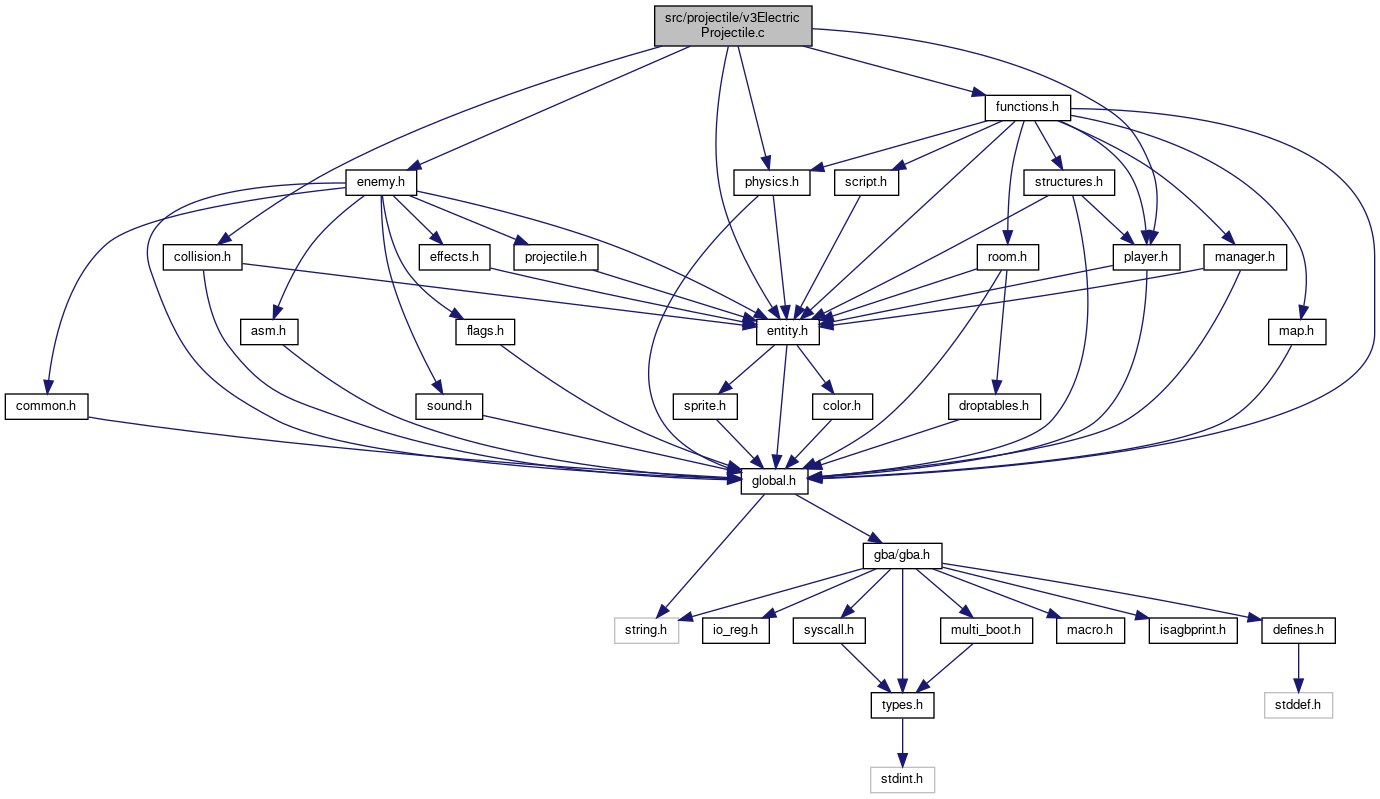 src/projectile/v3Electric
Projectile.c
functions.h
enemy.h
physics.h
script.h
structures.h
collision.h
effects.h
projectile.h
room.h
player.h
manager.h
asm.h
flags.h
entity.h
map.h
common.h
sound.h
sprite.h
color.h
droptables.h
global.h
gba/gba.h
string.h
io_reg.h
syscall.h
multi_boot.h
macro.h
isagbprint.h
defines.h
types.h
stddef.h
stdint.h